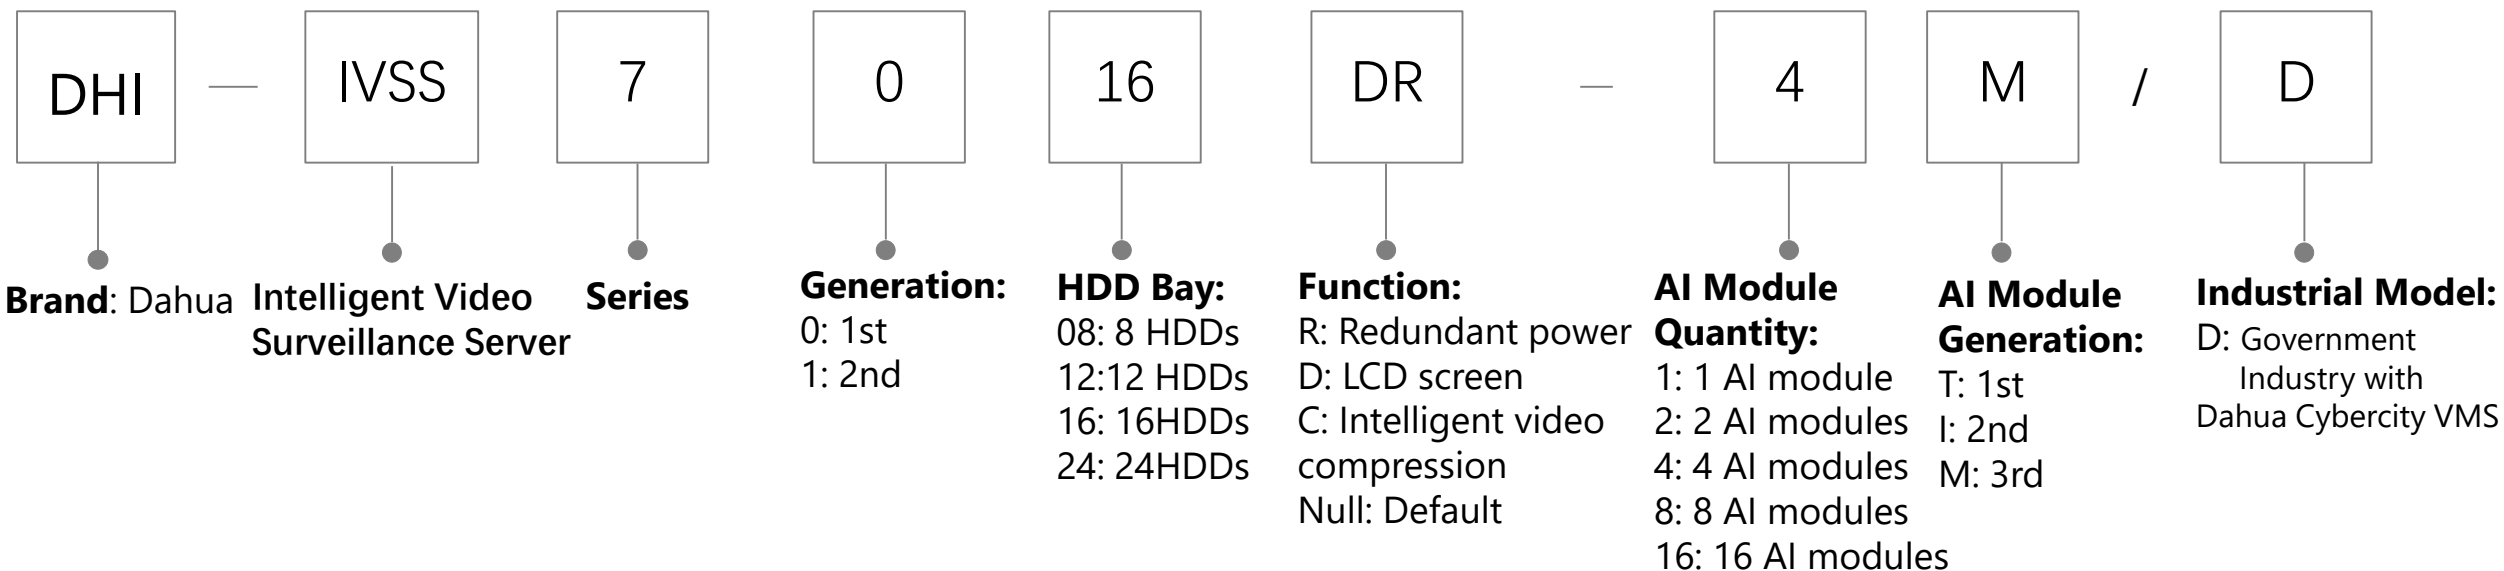 DHI — IVSS 7 0 16 DR - 4 M / D
Brand: Dahua
Intelligent Video
Surveillance Server
Series
Generation:
0: 1st
1: 2nd
HDD Bay:
08: 8 HDDs
12:12 HDDs
16: 16HDDs
24: 24HDDs
Function:
R: Redundant power
D: LCD screen
C: Intelligent video
compression
Null: Default
AI Module
Quantity:
1: 1 AI module
2: 2 AI modules
4: 4 AI modules
8: 8 AI modules
16: 16 AI modules
AI Module
Generation:
T: 1st
I: 2nd
M: 3rd
Industrial Model:
D: Government
Industry with
Dahua Cybercity VMS